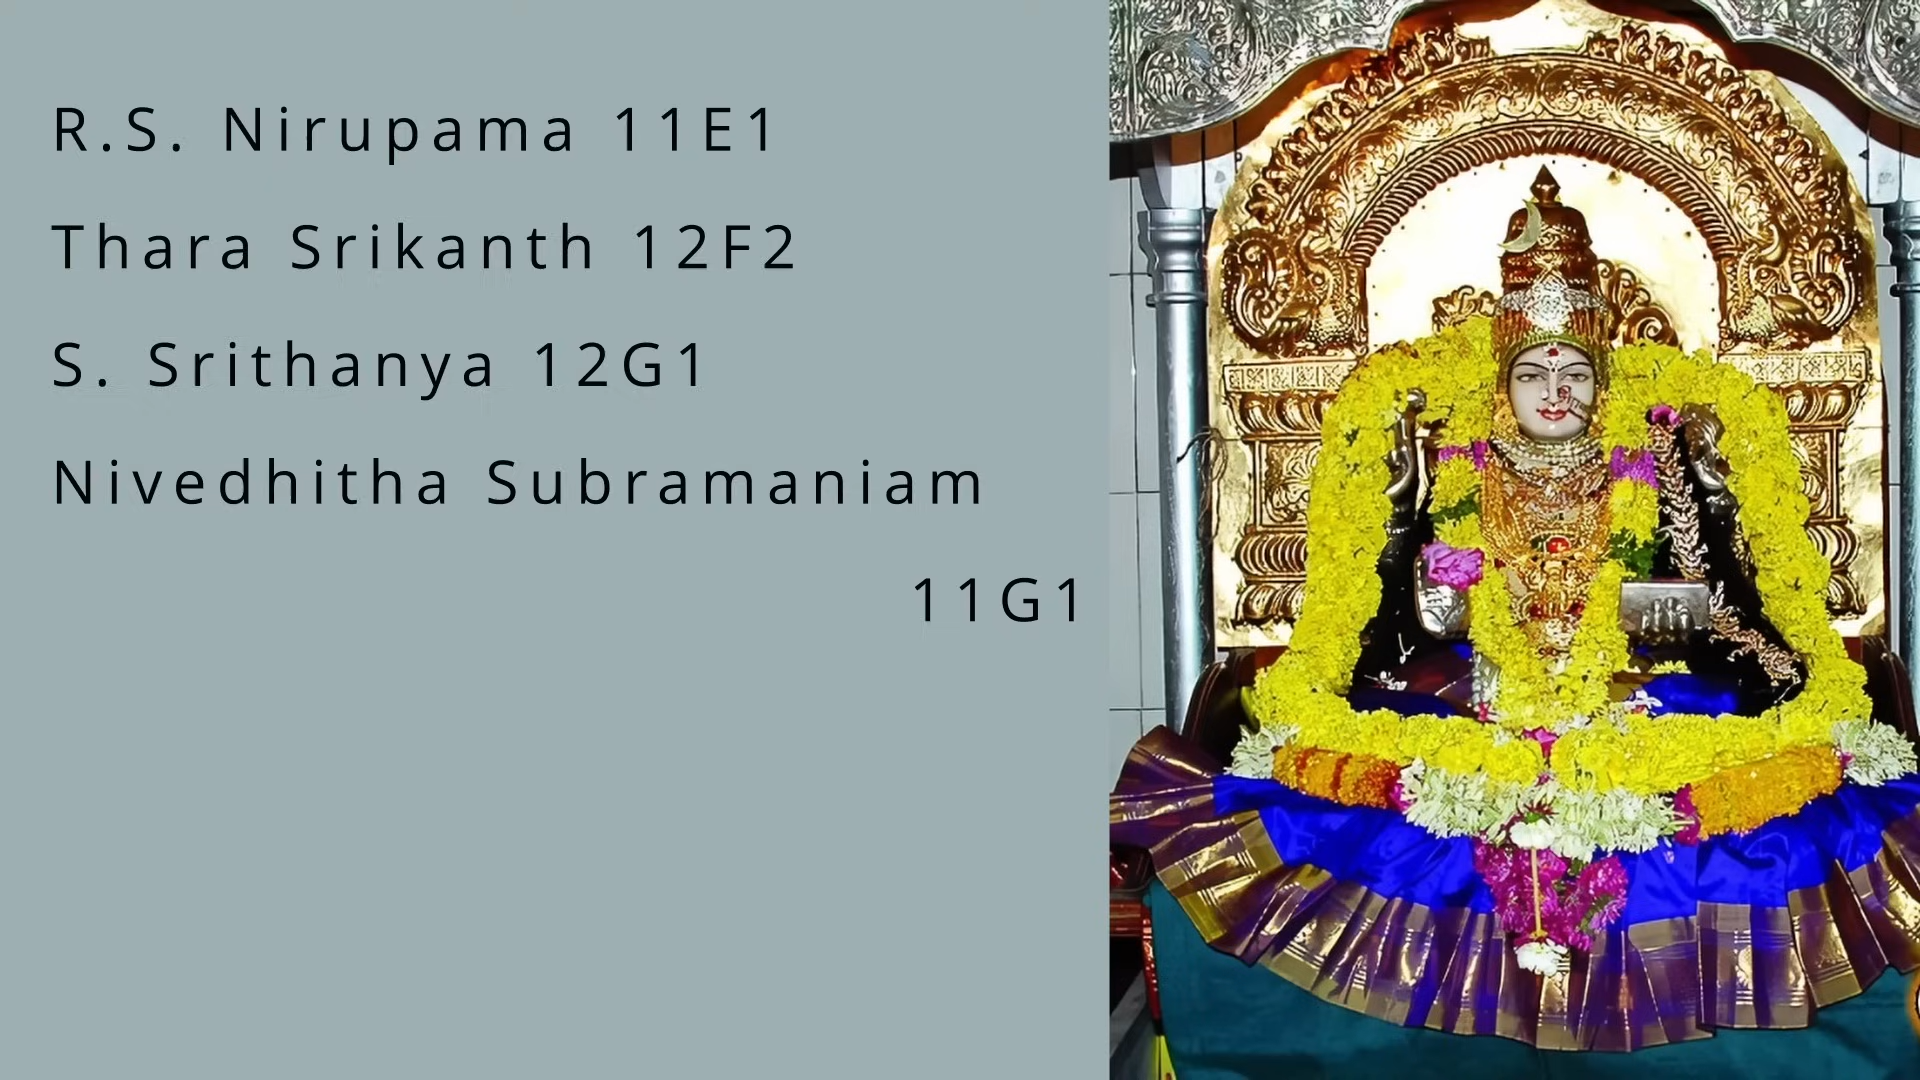 R.S. Nirupama 11E1
Thara Srikanth 12F2
S. Srithanya 12G1
Nivedhitha Subramaniam
11G1